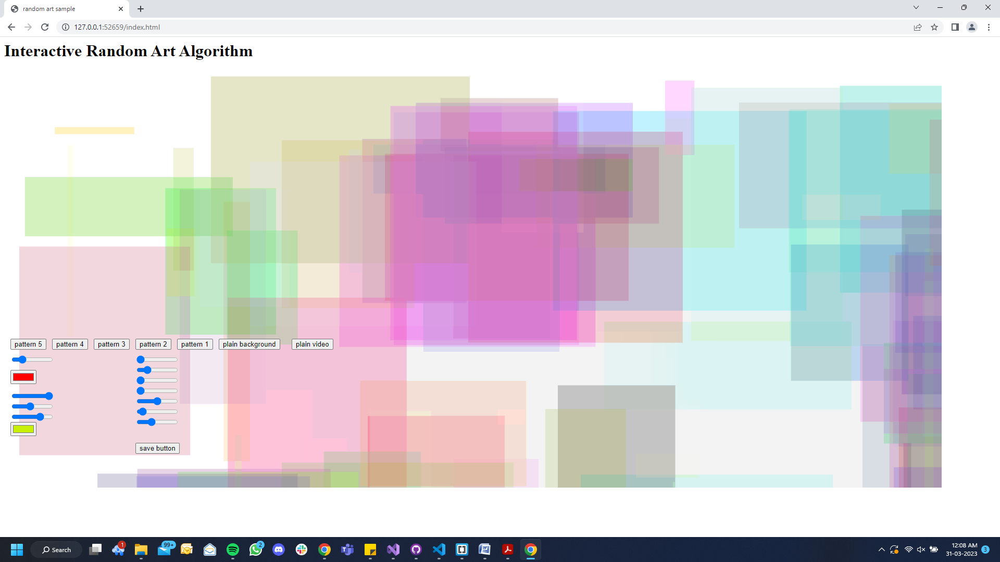 random art sample
127.0.0.1:52659/index.html
Interactive Random Art Algorithm
pattern 5 pattern 4 pattern 3 pattern 2 pattern 1 plain background plain video
save button
Search 1 99+ 2 12:08 AM 3
31-03-2023